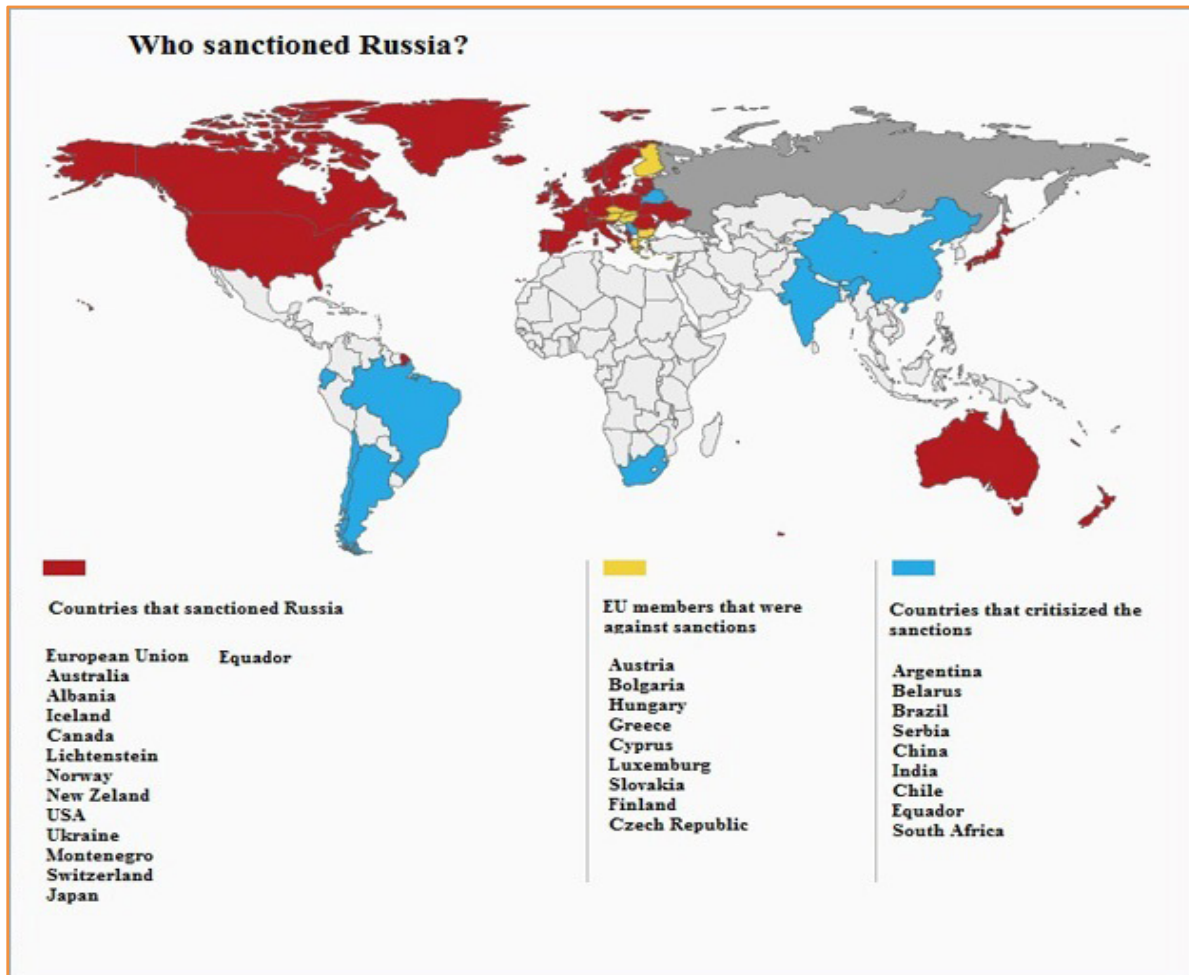 Who sanctioned Russia?
Countries that sanctioned Russia
European Union Equador
Australia
Albania
Iceland
Canada
Lichtenstein
Norway
New Zeland
USA
Ukraine
Montenegro
Switzerland
Japan
EU members that were
against sanctions
Austria
Bolgaria
Hungary
Greece
Cyprus
Luxemburg
Slovakia
Finland
Czech Republic
Countries that critisized the
sanctions
Argentina
Belarus
Brazil
Serbia
China
India
Chile
Equador
South Africa